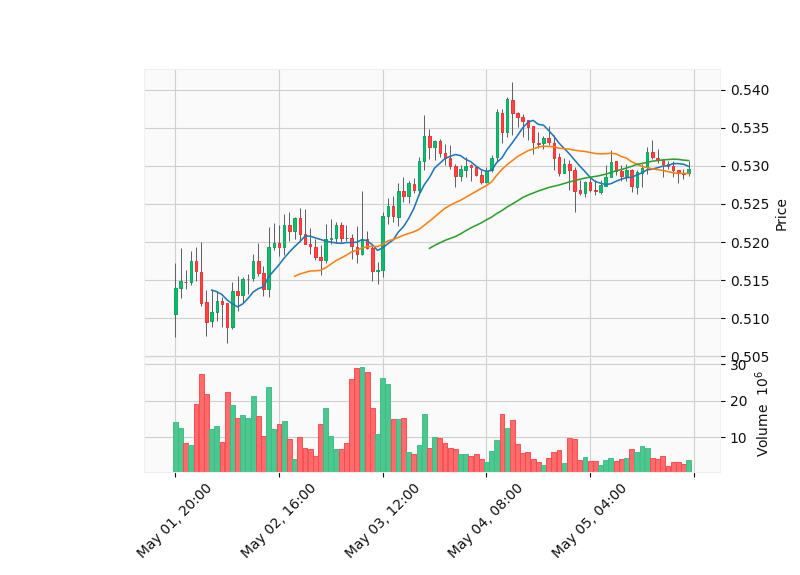 0.540
0.535
0.530
0.525
0.520
0.515
0.510
0.505
Price
30
20
10
Volume 10^6
May 01, 20:00
May 02, 16:00
May 03, 12:00
May 04, 08:00
May 05, 04:00